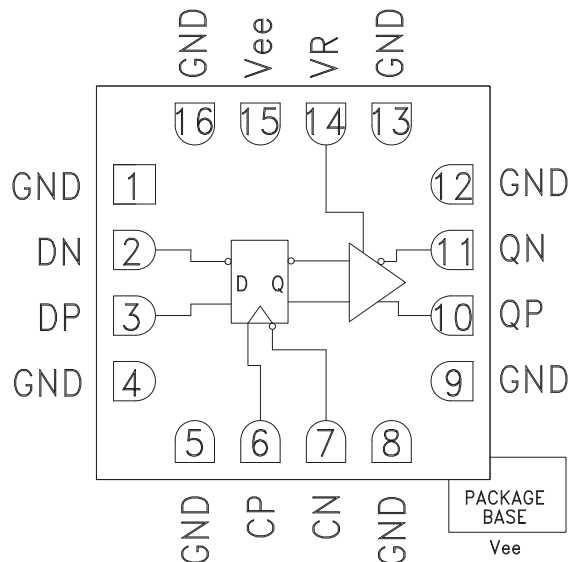 GND Vee VR GND
16 15 14 13
GND 1 12 GND
DN 2 11 QN
D Q
DP 3 10 QP
GND 4 9 GND
5 6 7 8
GND CP CN GND
PACKAGE
BASE
Vee